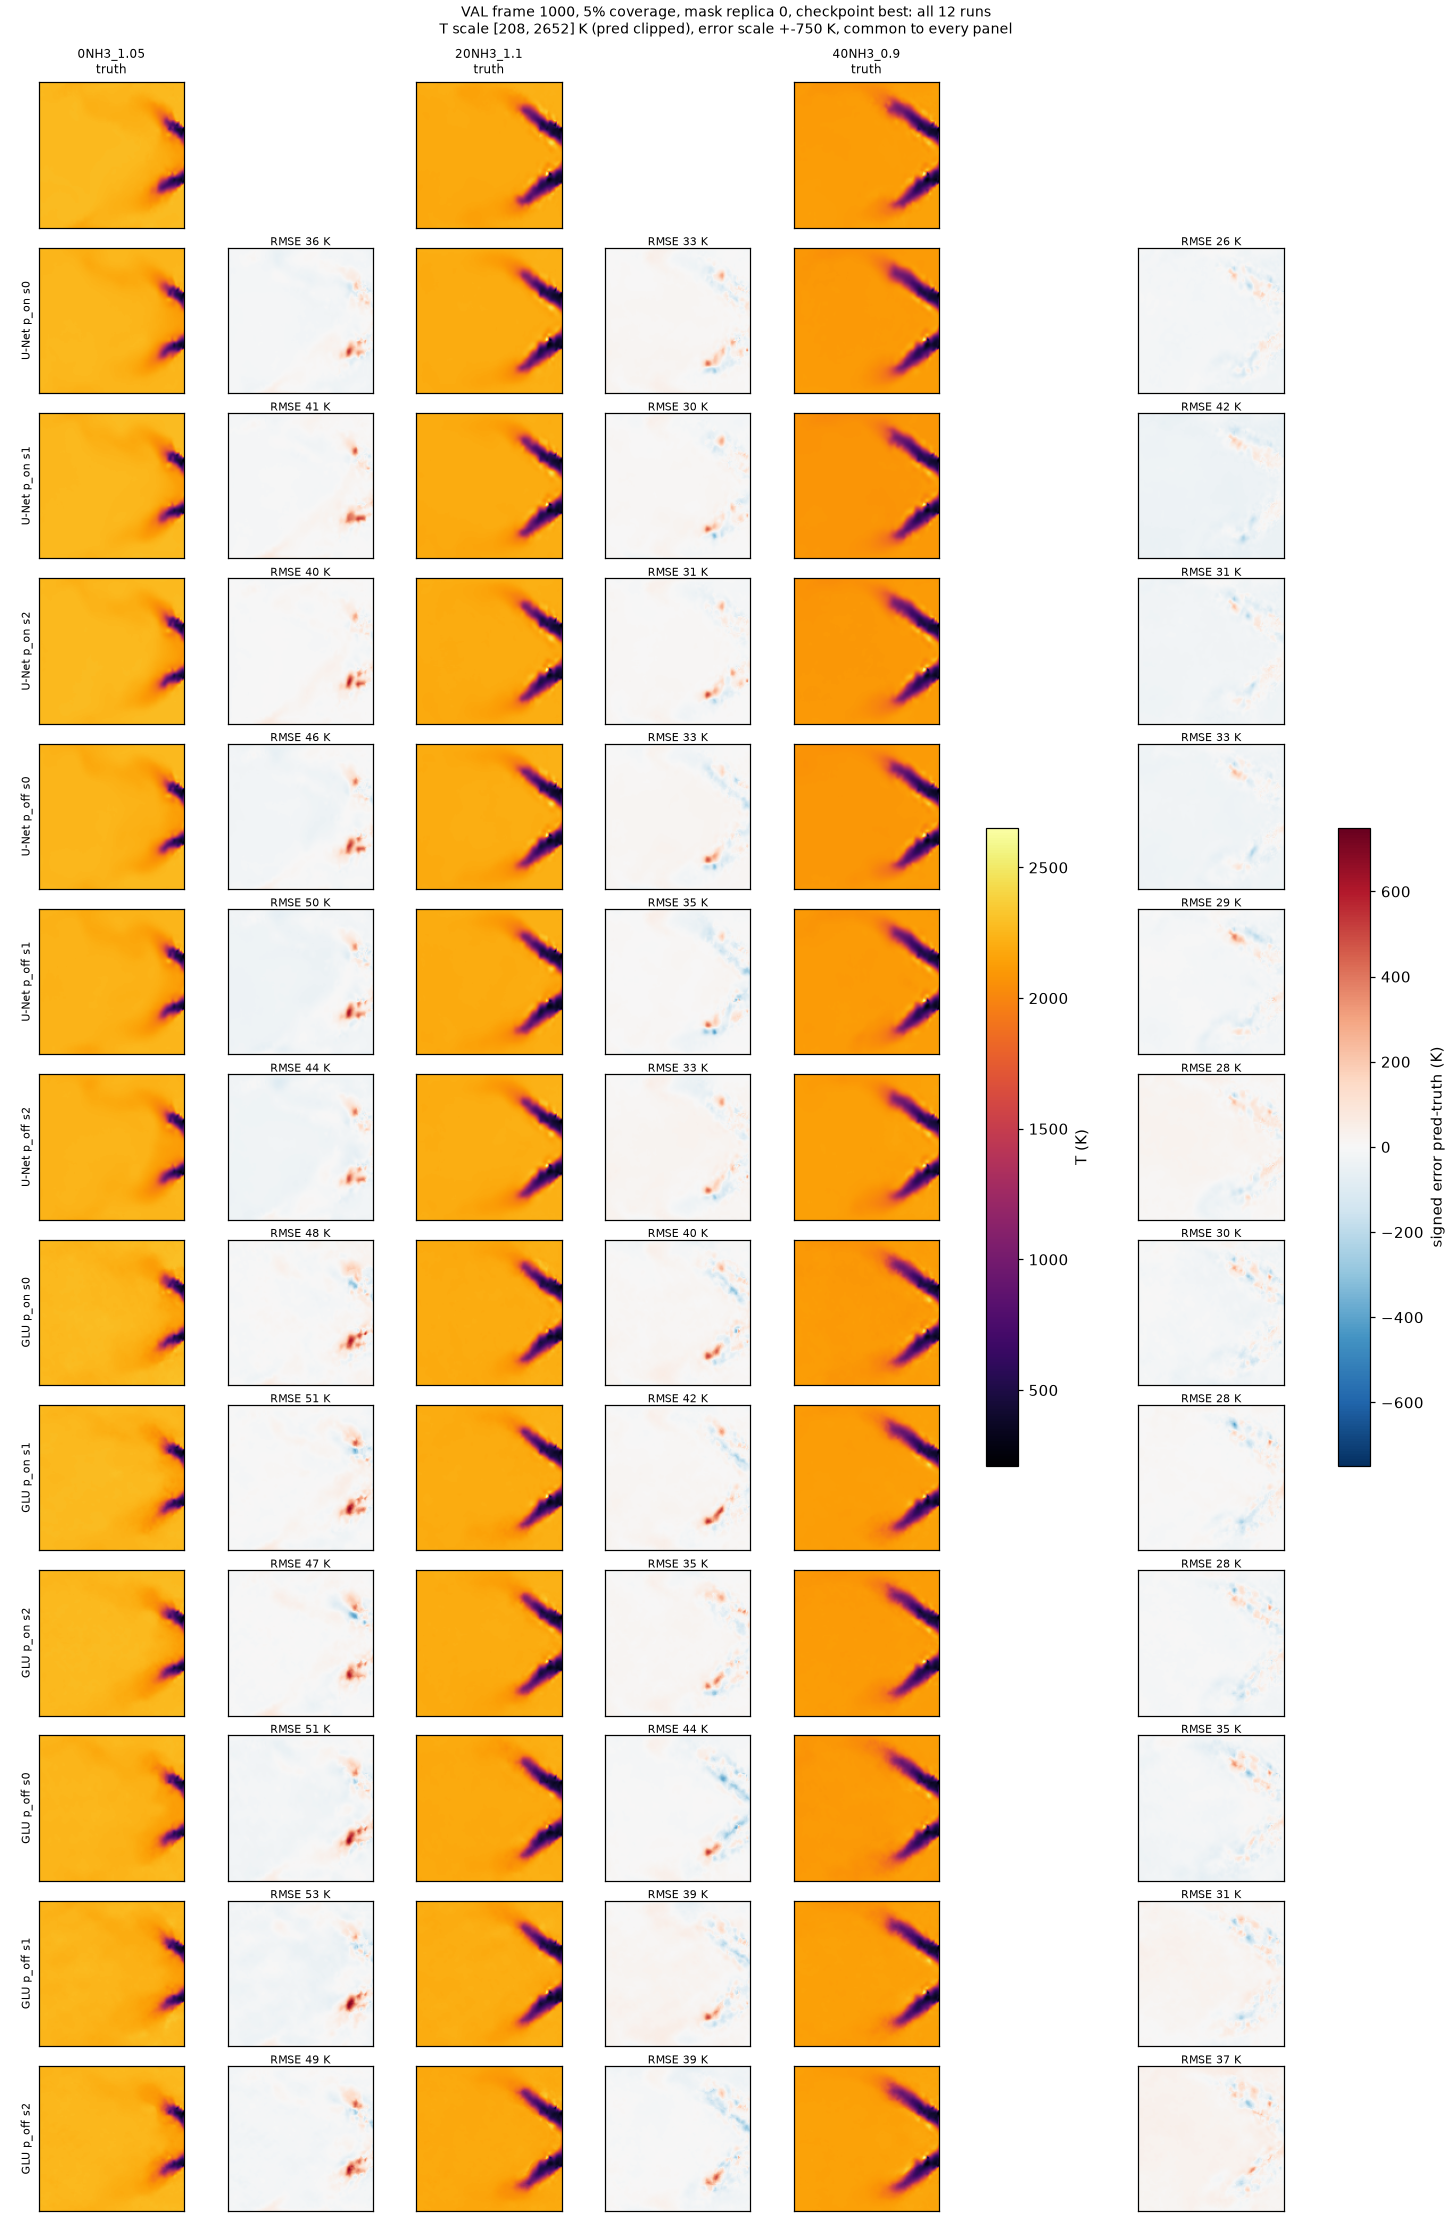 VAL frame 1000, 5% coverage, mask replica 0, checkpoint best: all 12 runs
T scale [208, 2652] K (pred clipped), error scale +-750 K, common to every panel
0NH3_1.05
truth
20NH3_1.1
truth
40NH3_0.9
truth
U-Net p_on s0
RMSE 36 K
RMSE 33 K
RMSE 26 K
U-Net p_on s1
RMSE 41 K
RMSE 30 K
RMSE 42 K
U-Net p_on s2
RMSE 40 K
RMSE 31 K
RMSE 31 K
U-Net p_off s0
RMSE 46 K
RMSE 33 K
RMSE 33 K
U-Net p_off s1
RMSE 50 K
RMSE 35 K
RMSE 29 K
U-Net p_off s2
RMSE 44 K
RMSE 33 K
RMSE 28 K
GLU p_on s0
RMSE 48 K
RMSE 40 K
RMSE 30 K
GLU p_on s1
RMSE 51 K
RMSE 42 K
RMSE 28 K
GLU p_on s2
RMSE 47 K
RMSE 35 K
RMSE 28 K
GLU p_off s0
RMSE 51 K
RMSE 44 K
RMSE 35 K
GLU p_off s1
RMSE 53 K
RMSE 39 K
RMSE 31 K
GLU p_off s2
RMSE 49 K
RMSE 39 K
RMSE 37 K
2500
2000
1500
1000
500
T (K)
600
400
200
0
−200
−400
−600
signed error pred-truth (K)